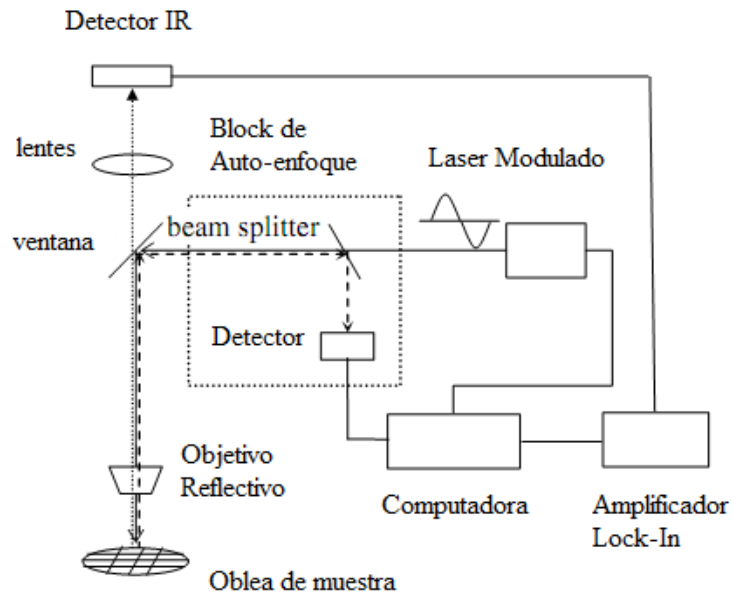 Detector IR
lentes
Block de
Auto-enfoque
Laser Modulado
ventana
beam splitter
Detector
Objetivo
Reflectivo
Computadora
Amplificador
Lock-In
Oblea de muestra